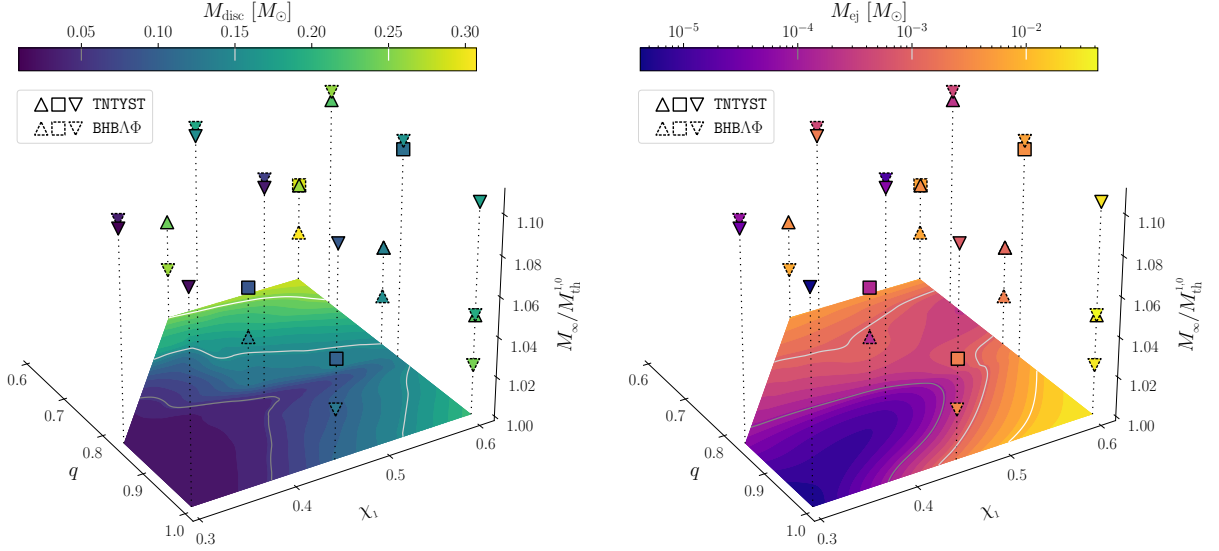 M_disc [M_⊙]
0.05 0.10 0.15 0.20 0.25 0.30
TNTYST
BHBΛΦ
1.10
1.08
1.06
1.04
1.02
1.00
M_∞/M_th^1.0
0.6
0.7
0.8
0.9
1.0
q
0.3
0.4
0.5
0.6
χ_1
M_ej [M_⊙]
10^-5 10^-4 10^-3 10^-2
TNTYST
BHBΛΦ
1.10
1.08
1.06
1.04
1.02
1.00
M_∞/M_th^1.0
0.6
0.7
0.8
0.9
1.0
q
0.3
0.4
0.5
0.6
χ_1